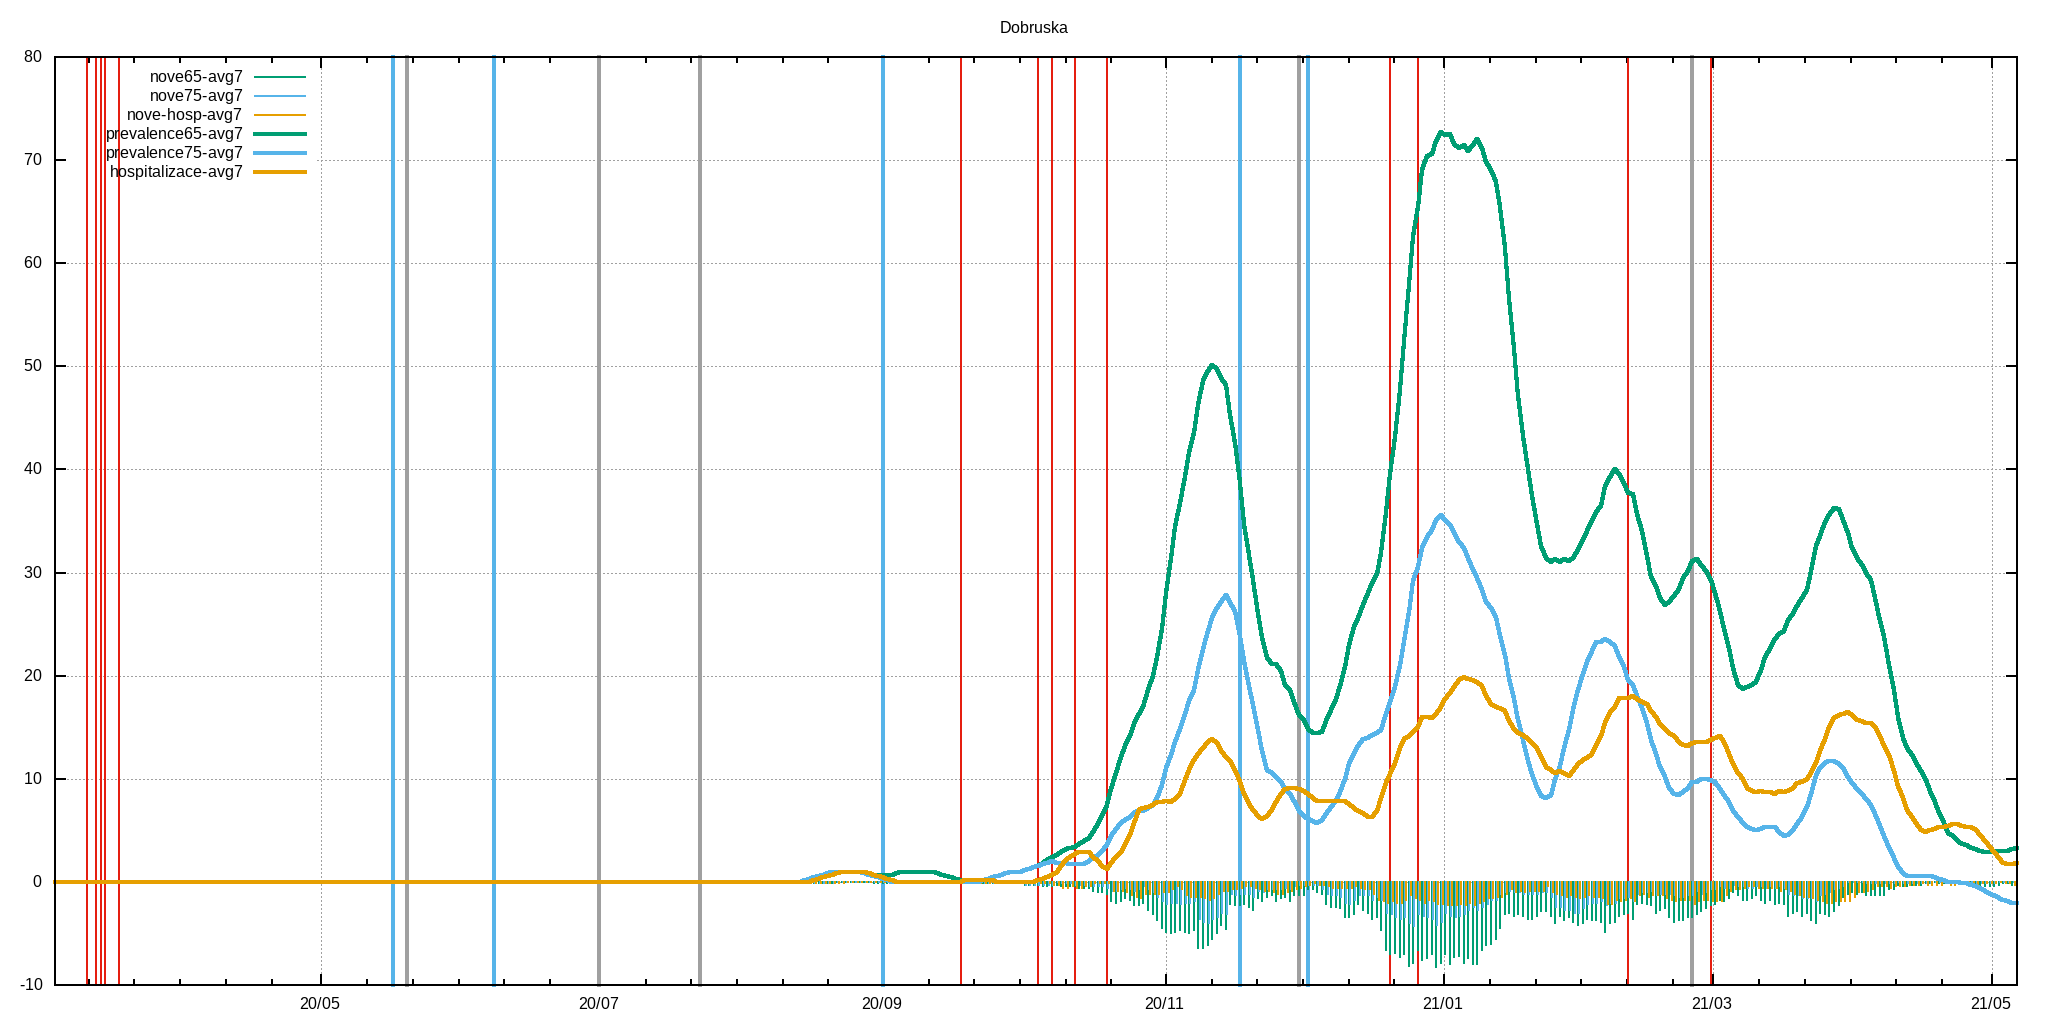 Dobruska
80
70
60
50
40
30
20
10
0
-10
nove65-avg7
nove75-avg7
nove-hosp-avg7
prevalence65-avg7
prevalence75-avg7
hospitalizace-avg7
20/05 20/07 20/09 20/11 21/01 21/03 21/05